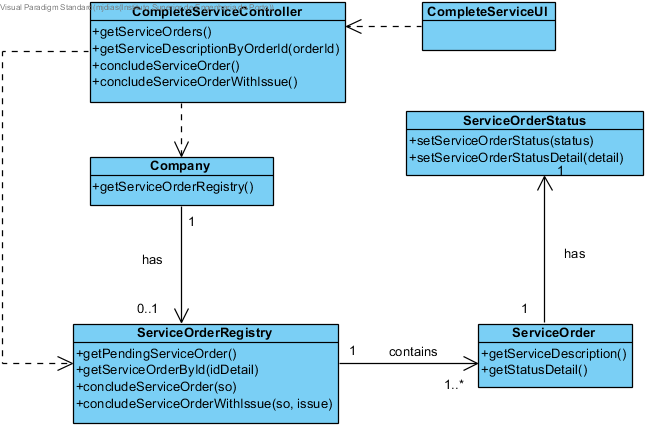 Visual Paradigm Standard
CompleteServiceController
+getServiceOrders()
+getServiceDescriptionByOrderId(orderId)
+concludeServiceOrder()
+concludeServiceOrderWithIssue()
CompleteServiceUI
ServiceOrderStatus
+setServiceOrderStatus(status)
+setServiceOrderStatusDetail(detail)
Company
+getServiceOrderRegistry()
1
1
has
has
0..1
1
ServiceOrderRegistry
+getPendingServiceOrder()
+getServiceOrderById(idDetail)
+concludeServiceOrder(so)
+concludeServiceOrderWithIssue(so, issue)
1
contains
1..*
ServiceOrder
+getServiceDescription()
+getStatusDetail()